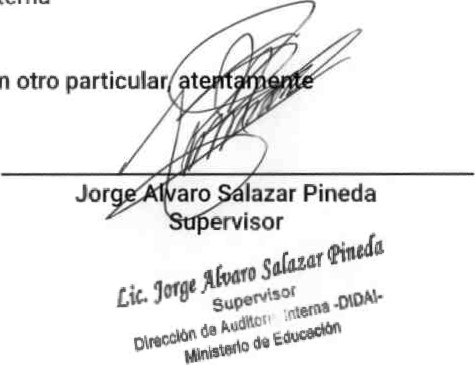 n otro particular, atentamente
Jorge Alvaro Salazar Pineda
Supervisor
Lic. Jorge Alvaro Salazar Pineda
Supervisor
Dirección de Auditoría Interna -DIDAI-
Ministerio de Educación